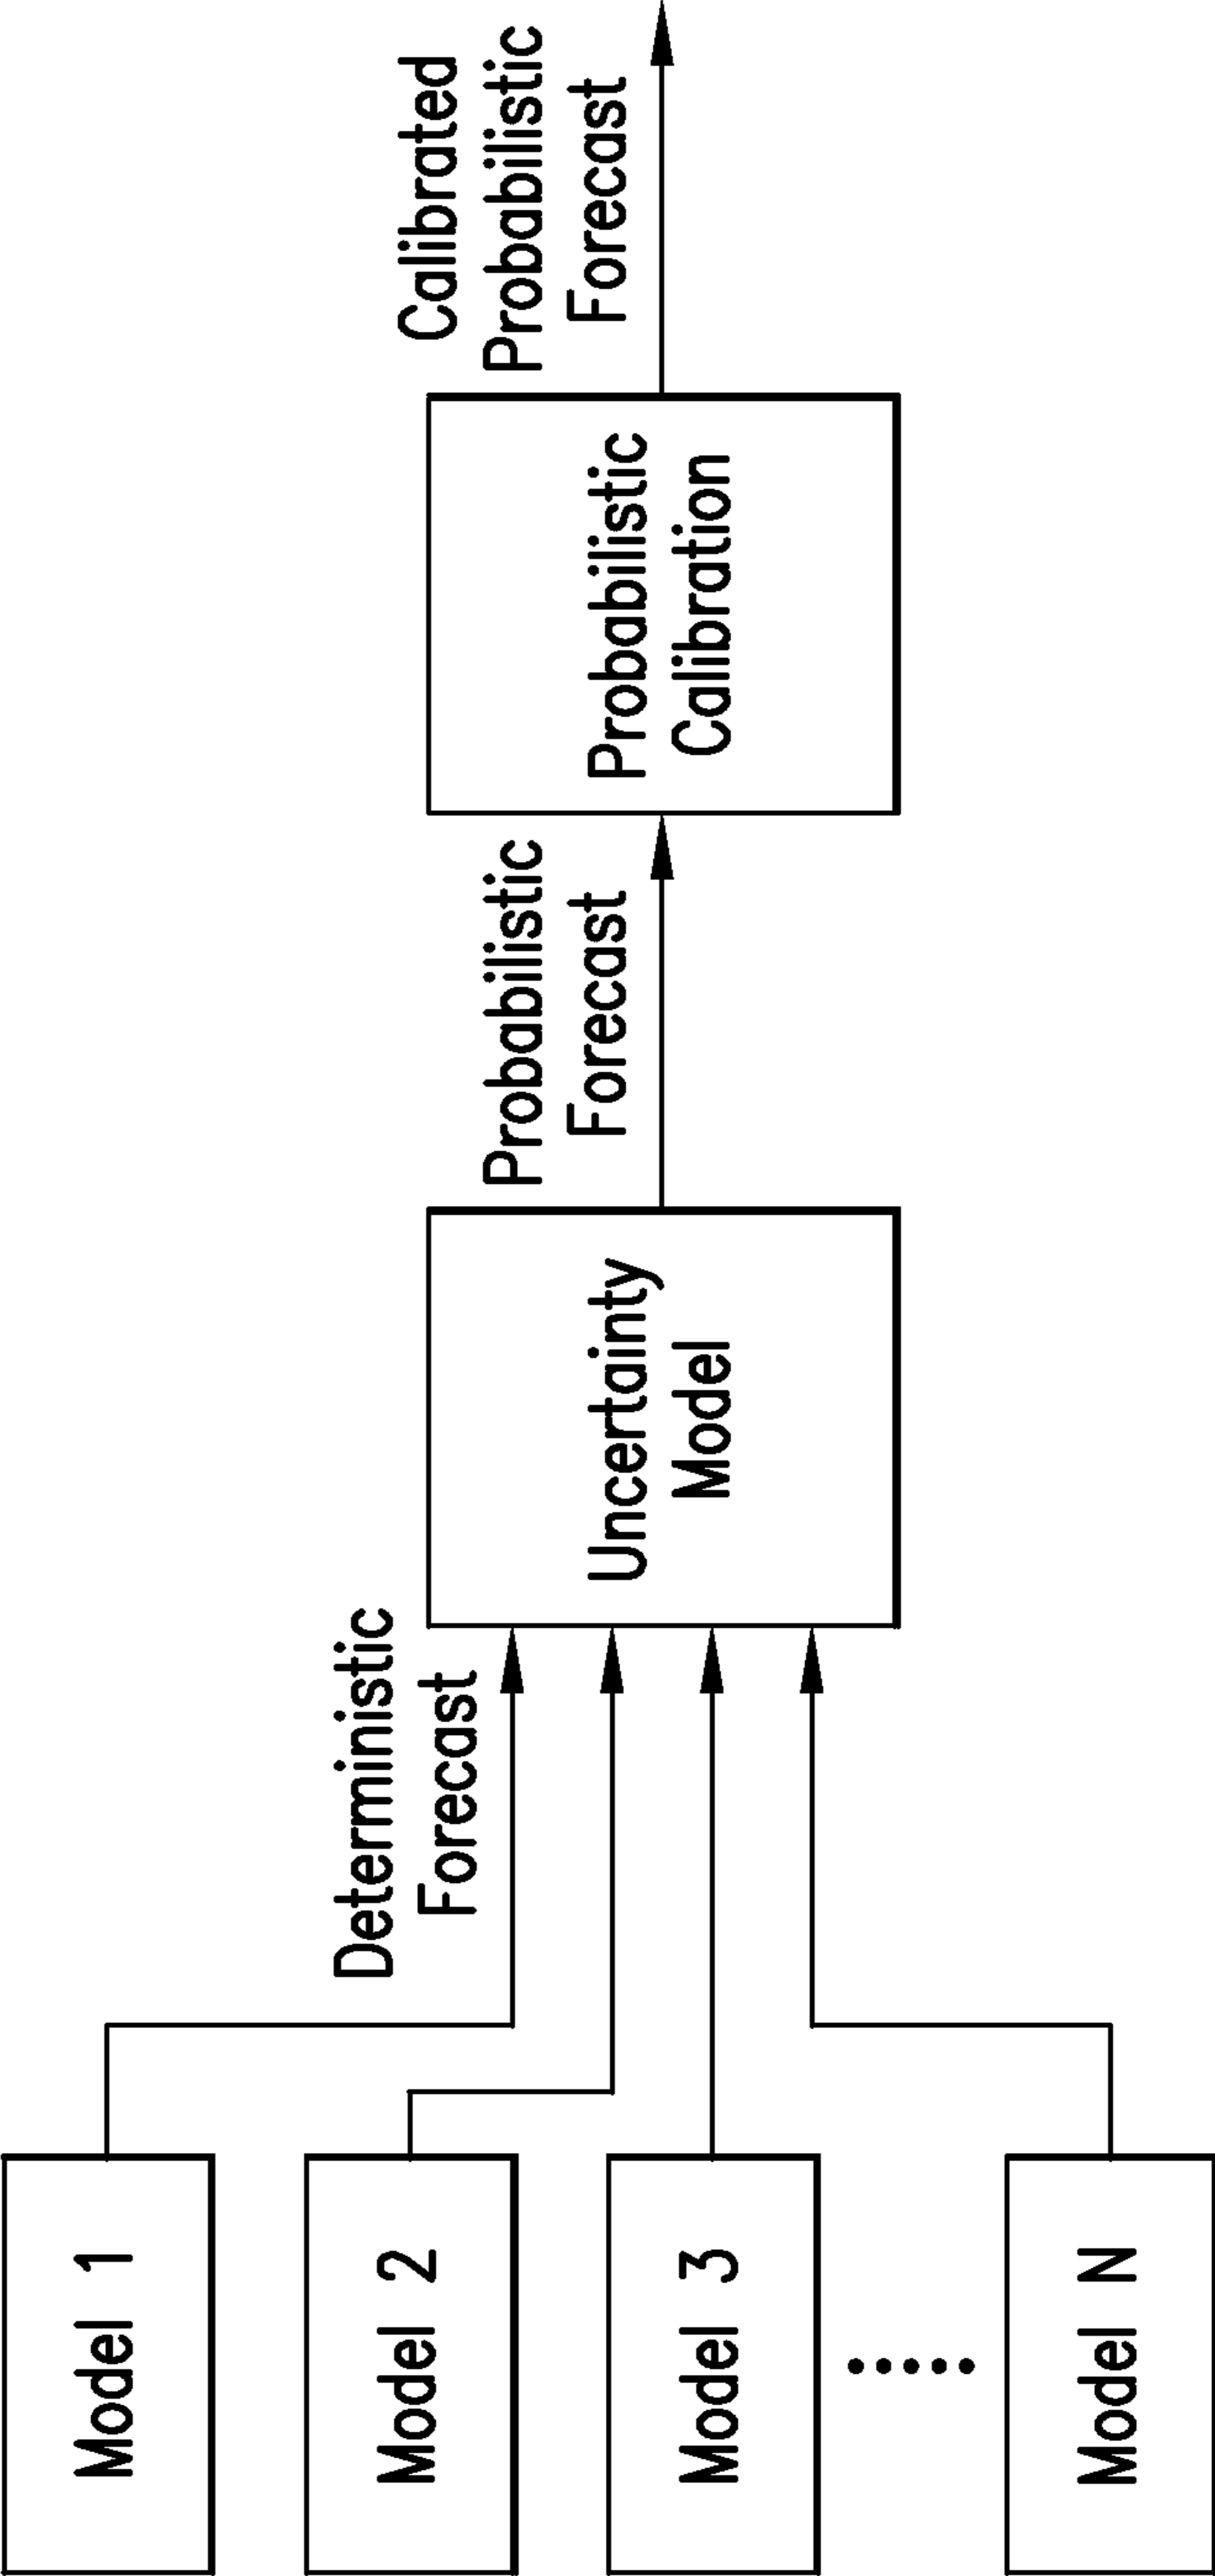 Model 1
Model 2
Model 3
Model N
Deterministic
Forecast
Uncertainty
Model
Probabilistic
Forecast
Probabilistic
Calibration
Calibrated
Probabilistic
Forecast